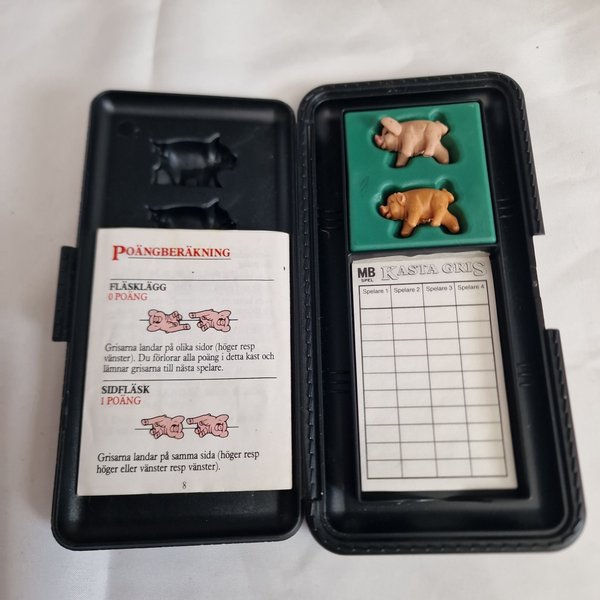 POÄNGBERÄKNING
FLÄSKLÄGG
0 POÄNG
Grisarna landar på olika sidor (höger resp
vänster). Du förlorar alla poäng i detta kast och
lämnar grisarna till nästa spelare.
SIDFLÄSK
1 POÄNG
Grisarna landar på samma sida (höger resp
höger eller vänster resp vänster).
8
MB SPEL KASTA GRIS
Spelare 1 Spelare 2 Spelare 3 Spelare 4